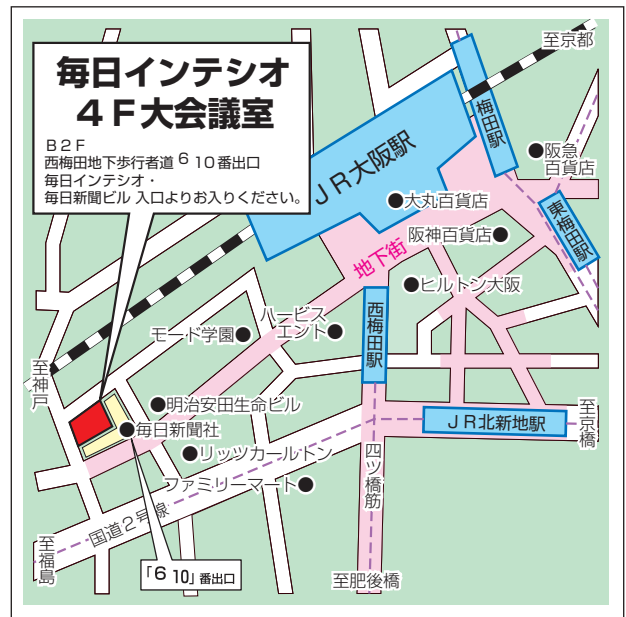 毎日インテシオ
4F大会議室
B2F
西梅田地下歩行者道 6 10番出口
毎日インテシオ・
毎日新聞ビル 入口よりお入りください。
至京都
梅田駅
阪急
百貨店
JR大阪駅
大丸百貨店
阪神百貨店
東梅田駅
地下街
ヒルトン大阪
ハービス
エント
モード学園
西梅田駅
至神戸
明治安田生命ビル
毎日新聞社
JR北新地駅
至京橋
リッツカールトン
四ツ橋筋
ファミリーマート
国道2号線
至福島
「6 10」番出口
至肥後橋